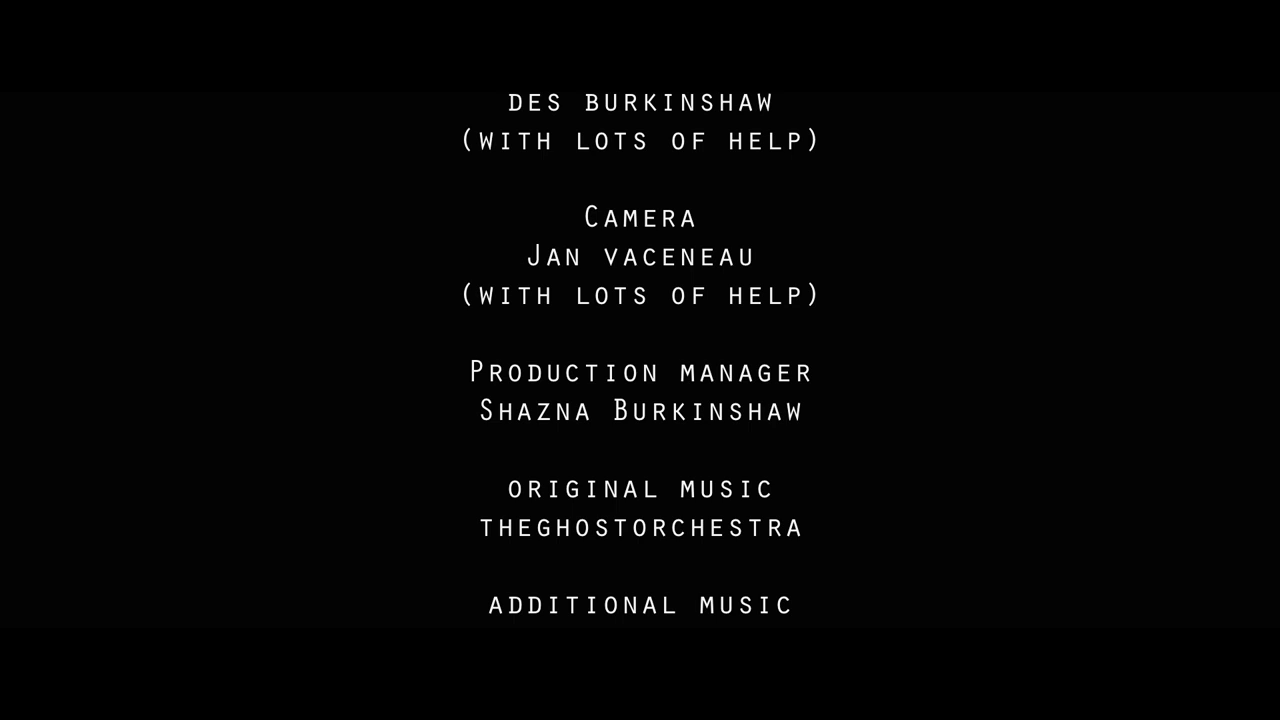 DES BURKINSHAW
(WITH LOTS OF HELP)
CAMERA
JAN VACENEAU
(WITH LOTS OF HELP)
PRODUCTION MANAGER
SHAZNA BURKINSHAW
ORIGINAL MUSIC
THEGHOSTORCHESTRA
ADDITIONAL MUSIC